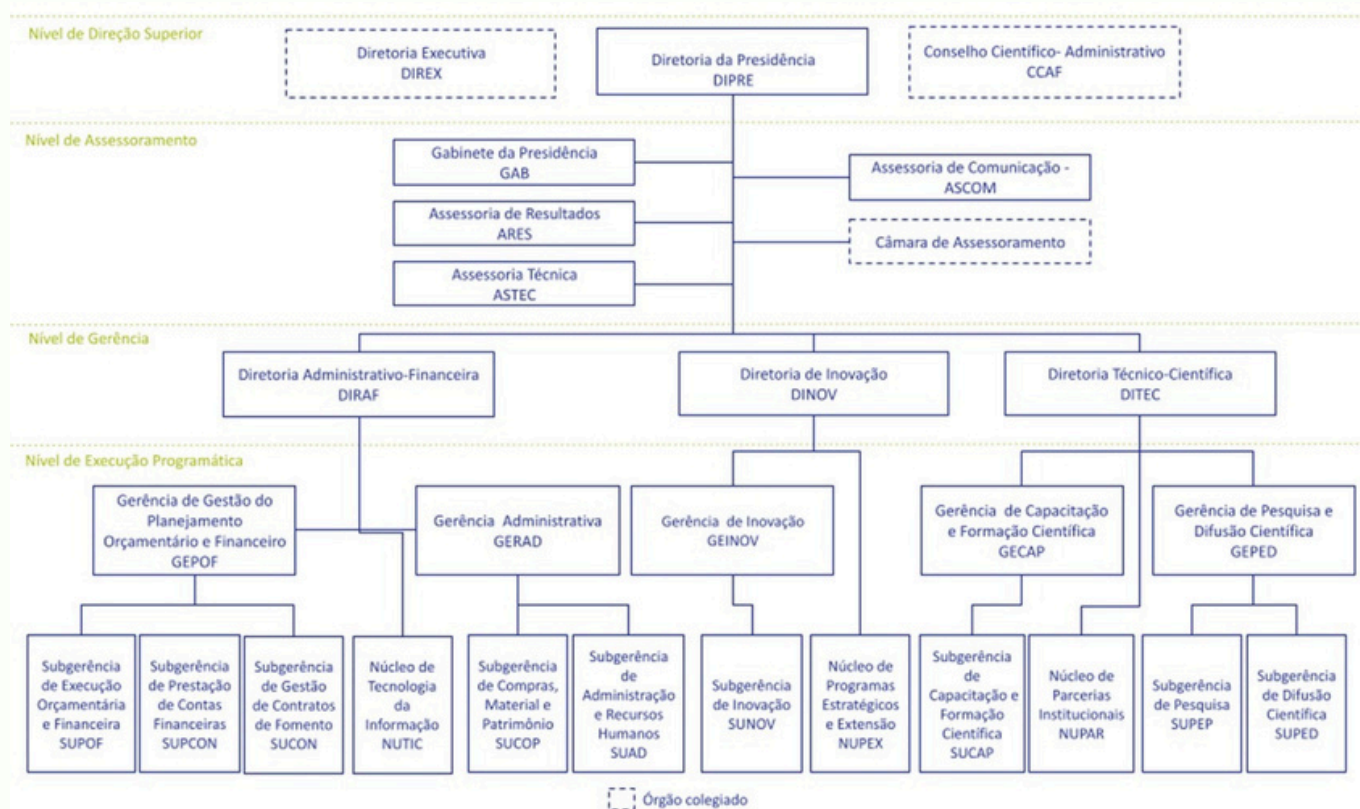 Nível de Direção Superior
Diretoria Executiva
DIREX
Diretoria da Presidência
DIPRE
Conselho Científico- Administrativo
CCAF
Nível de Assessoramento
Gabinete da Presidência
GAB
Assessoria de Comunicação -
ASCOM
Assessoria de Resultados
ARES
Câmara de Assessoramento
Assessoria Técnica
ASTEC
Nível de Gerência
Diretoria Administrativo-Financeira
DIRAF
Diretoria de Inovação
DINOV
Diretoria Técnico-Científica
DITEC
Nível de Execução Programática
Gerência de Gestão do
Planejamento
Orçamentário e Financeiro
GEPOF
Gerência Administrativa
GERAD
Gerência de Inovação
GEINOV
Gerência de Capacitação
e Formação Científica
GECAP
Gerência de Pesquisa e
Difusão Científica
GEPED
Subgerência
de Execução
Orçamentária
e Financeira
SUPOF
Subgerência
de Prestação
de Contas
Financeiras
SUPCON
Subgerência
de Gestão
de Contratos
de Fomento
SUCON
Núcleo de
Tecnologia
da
Informação
NUTIC
Subgerência
de Compras,
Material e
Patrimônio
SUCOP
Subgerência
de
Administração
e Recursos
Humanos
SUAD
Subgerência
de Inovação
SUNOV
Núcleo de
Programas
Estratégicos
e Extensão
NUPEX
Subgerência
de
Capacitação e
Formação
Científica
SUCAP
Núcleo de
Parcerias
Institucionais
NUPAR
Subgerência
de Pesquisa
SUPEP
Subgerência
de Difusão
Científica
SUPED
Órgão colegiado